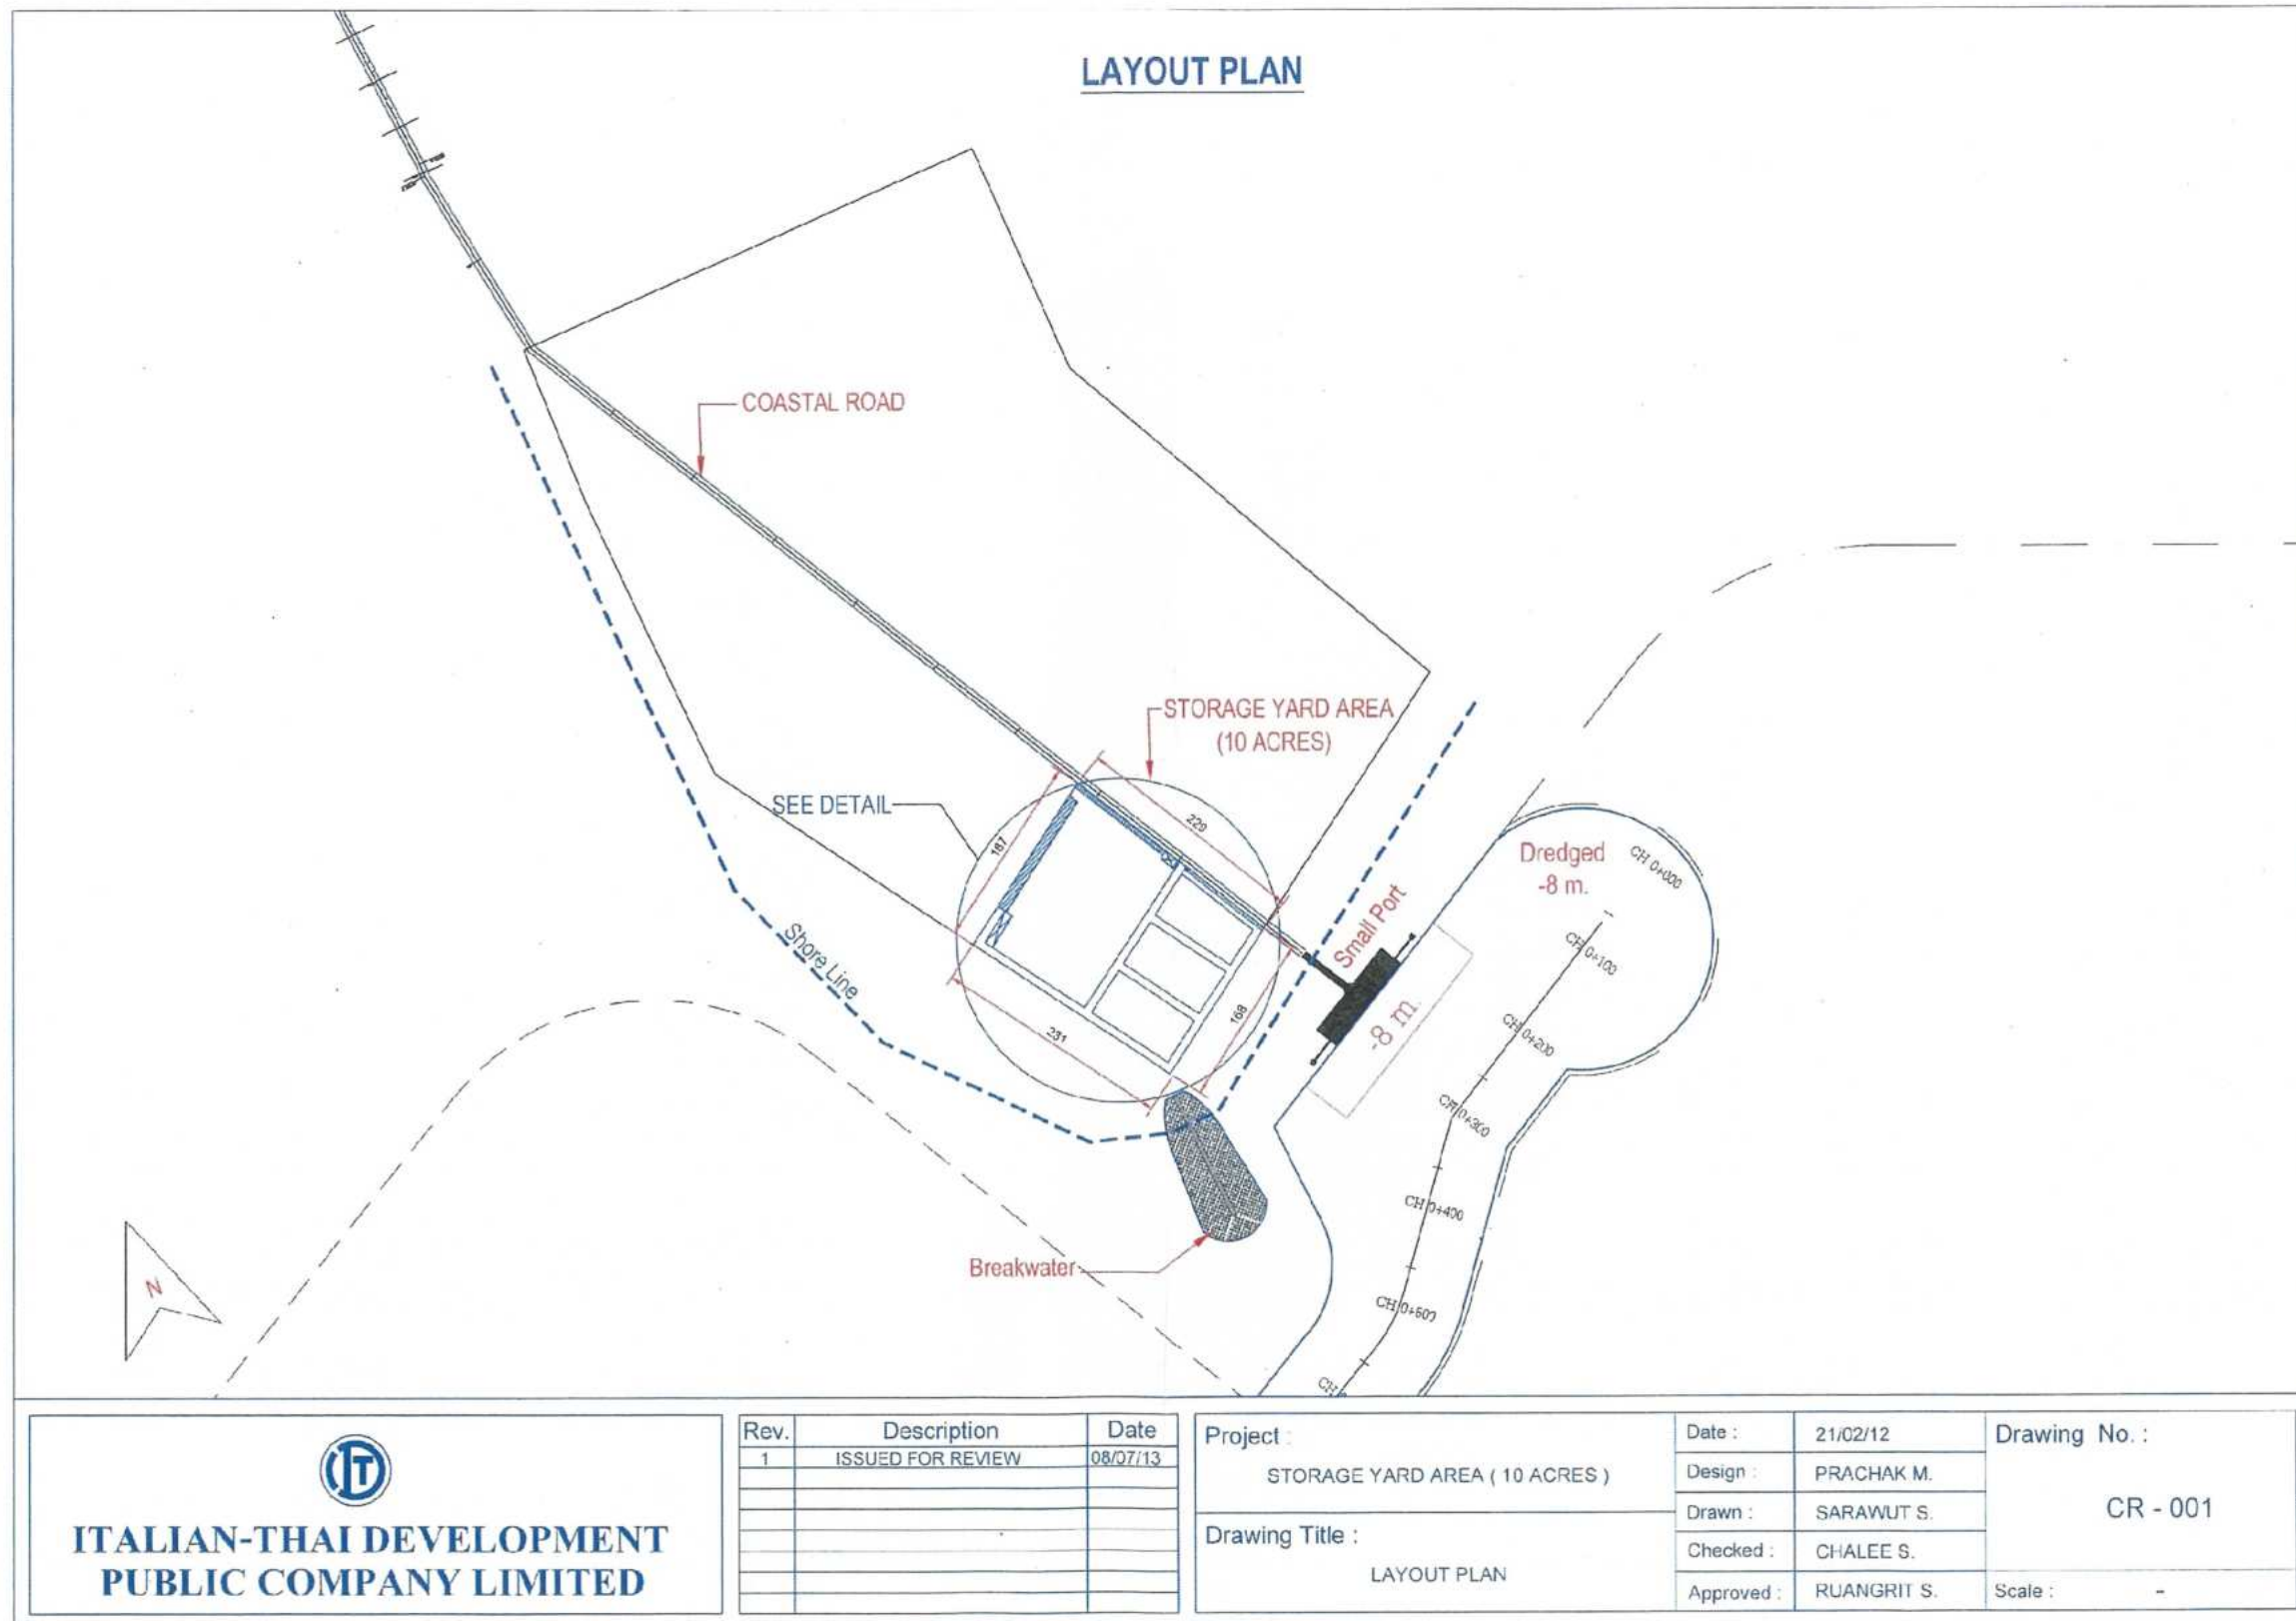 LAYOUT PLAN
COASTAL ROAD
STORAGE YARD AREA
(10 ACRES)
SEE DETAIL
229
187
231
168
Shore Line
Small Port
Dredged
-8 m.
-8 m.
CH 0+000
CH 0+100
CH 0+200
CH 0+300
CH 0+400
CH 0+600
CH
Breakwater
N
IDT
ITALIAN-THAI DEVELOPMENT
PUBLIC COMPANY LIMITED
Rev. Description Date
1 ISSUED FOR REVIEW 08/07/13
Project :
STORAGE YARD AREA ( 10 ACRES )
Drawing Title :
LAYOUT PLAN
Date : 21/02/12
Design : PRACHAK M.
Drawn : SARAWUT S.
Checked : CHALEE S.
Approved : RUANGRIT S.
Drawing No. :
CR - 001
Scale : -